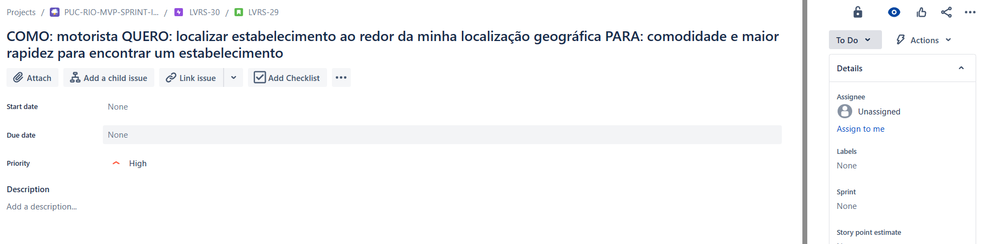 Projects / PUC-RIO-MVP-SPRINT-I... / LVRS-30 / LVRS-29
COMO: motorista QUERO: localizar estabelecimento ao redor da minha localização geográfica PARA: comodidade e maior
rapidez para encontrar um estabelecimento
Attach Add a child issue Link issue Add Checklist
Start date None
Due date None
Priority High
Description
Add a description...
To Do Actions
Details
Assignee
Unassigned
Assign to me
Labels
None
Sprint
None
Story point estimate